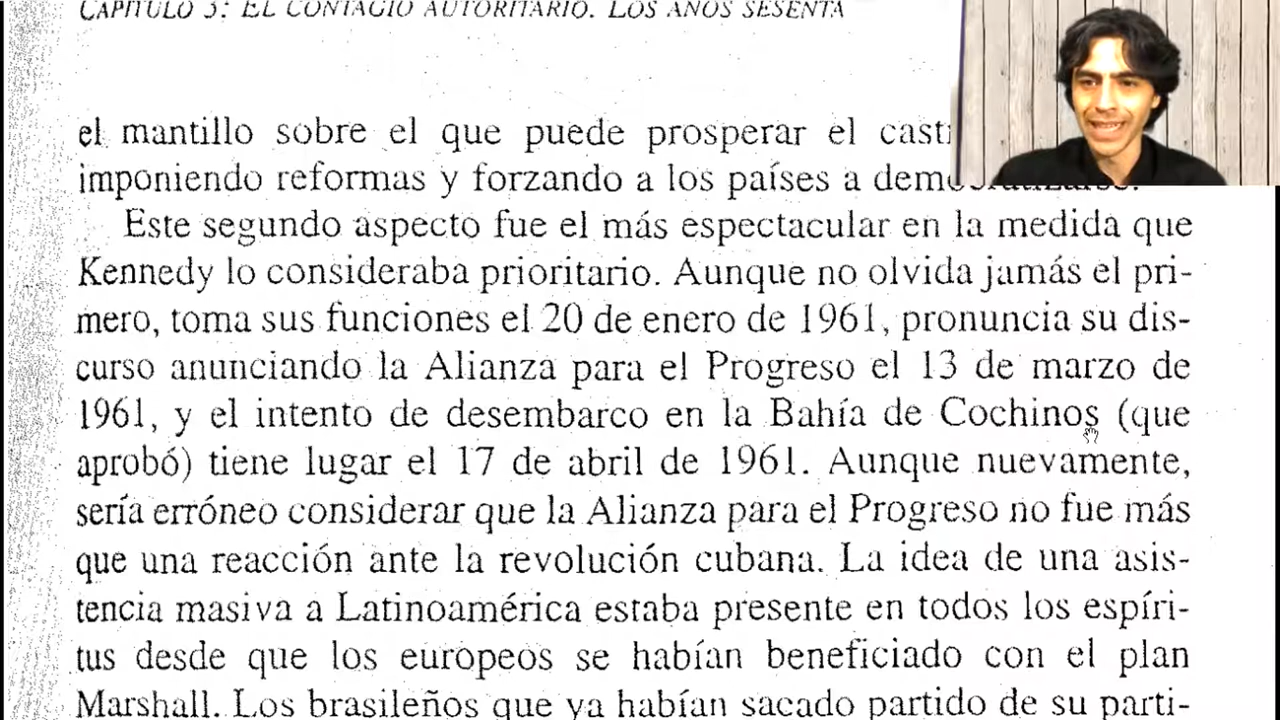 CAPÍTULO 3: EL CONTAGIO AUTORITARIO. LOS AÑOS SESENTA
el mantillo sobre el que puede prosperar el
imponiendo reformas y forzando a los países a
Este segundo aspecto fue el más espectacular en la medida que
Kennedy lo consideraba prioritario. Aunque no olvida jamás el pri-
mero, toma sus funciones el 20 de enero de 1961, pronuncia su dis-
curso anunciando la Alianza para el Progreso el 13 de marzo de
1961, y el intento de desembarco en la Bahía de Cochinos (que
aprobó) tiene lugar el 17 de abril de 1961. Aunque nuevamente,
sería erróneo considerar que la Alianza para el Progreso no fue más
que una reacción ante la revolución cubana. La idea de una asis-
tencia masiva a Latinoamérica estaba presente en todos los espíri-
tus desde que los europeos se habían beneficiado con el plan
Marshall. Los brasileños que ya habían sacado partido de su parti-